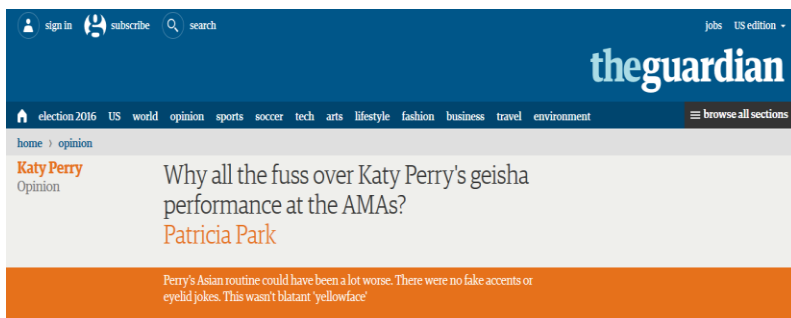 sign in subscribe search jobs US edition
theguardian
election 2016 US world opinion sports soccer tech arts lifestyle fashion business travel environment browse all sections
home › opinion
Katy Perry
Opinion
Why all the fuss over Katy Perry's geisha
performance at the AMAs?
Patricia Park
Perry's Asian routine could have been a lot worse. There were no fake accents or
eyelid jokes. This wasn't blatant 'yellowface'